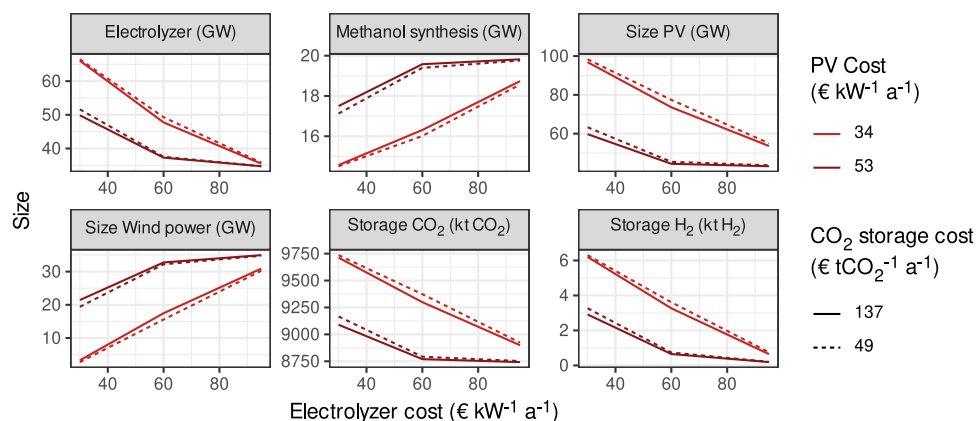 Electrolyzer (GW)
Methanol synthesis (GW)
Size PV (GW)
60
50
40
40 60 80
20
18
16
40 60 80
100
80
60
40 60 80
Size Wind power (GW)
Storage CO₂ (kt CO₂)
Storage H₂ (kt H₂)
30
20
10
40 60 80
9750
9500
9250
9000
8750
40 60 80
6
4
2
0
40 60 80
Size
Electrolyzer cost (€ kW⁻¹ a⁻¹)
PV Cost
(€ kW⁻¹ a⁻¹)
34
53
CO₂ storage cost
(€ tCO₂⁻¹ a⁻¹)
137
49